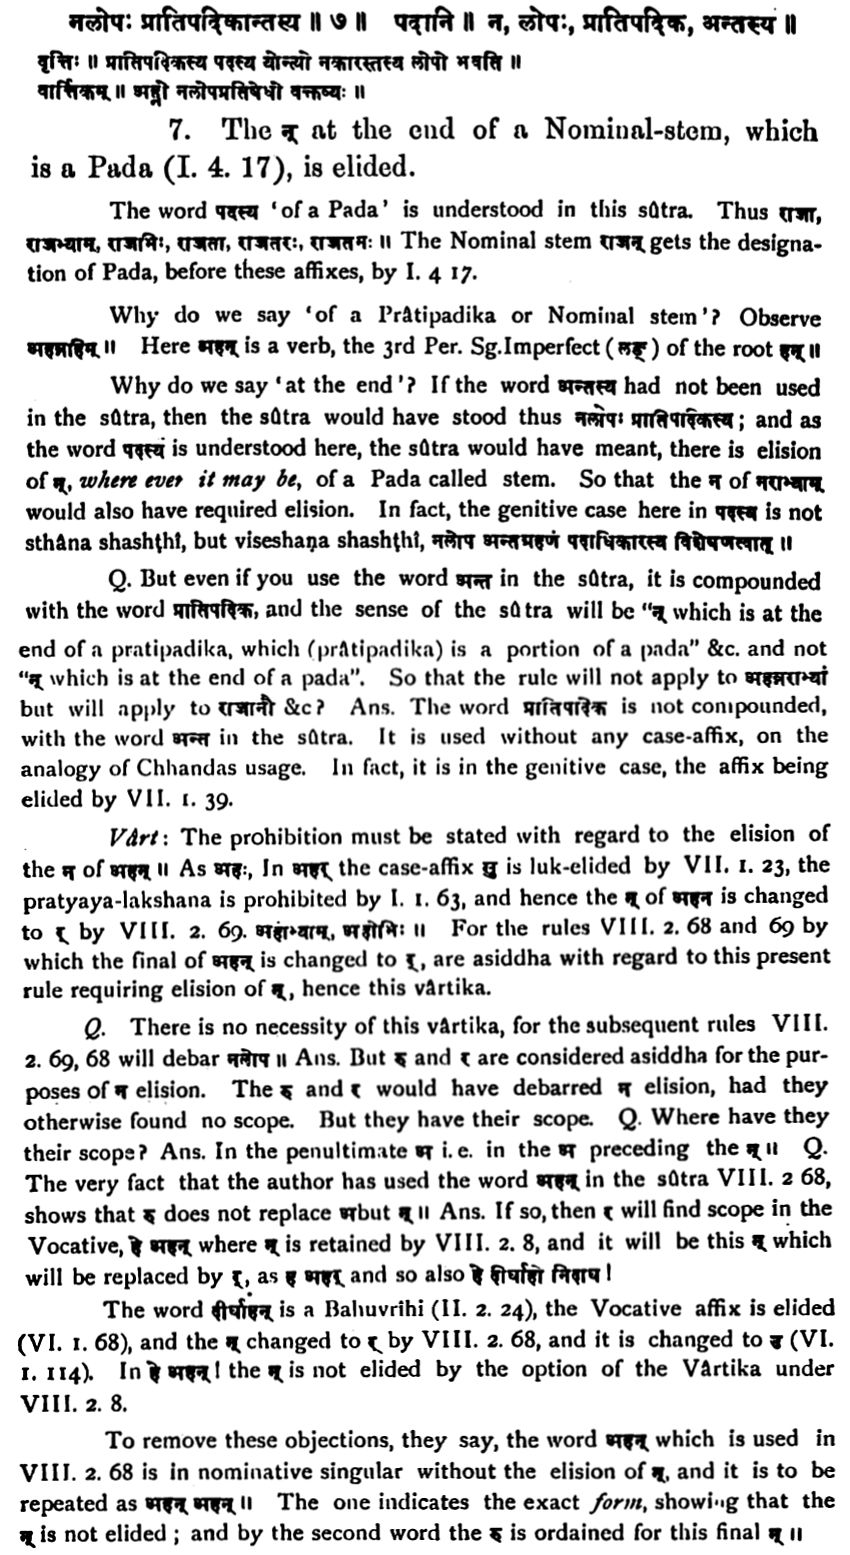 नलोपः प्रातिपदिकान्तस्य ॥ ७ ॥ पदानि ॥ न, लोपः, प्रातिपदिक, अन्तस्य ॥
वृत्तिः ॥ प्रातिपदिकस्य पदस्य योन्त्यो नकारस्तस्य लोपो भवति ॥
वार्त्तिकम् ॥ अह्नो नलोपप्रतिषेधो वक्तव्यः ॥
7. The न् at the end of a Nominal-stem, which
is a Pada (I. 4. 17), is elided.
The word पदस्य 'of a Pada' is understood in this sûtra. Thus राजा,
राजभ्याम्, राजभिः, राजता, राजतरः, राजतमः ॥ The Nominal stem राजन् gets the designa-
tion of Pada, before these affixes, by I. 4 17.
Why do we say 'of a Prâtipadika or Nominal stem'? Observe
अहन्नहिम् ॥ Here अहन् is a verb, the 3rd Per. Sg.Imperfect (लङ्) of the root हन् ॥
Why do we say 'at the end'? If the word अन्तस्य had not been used
in the sûtra, then the sûtra would have stood thus नलोपः प्रातिपदिकस्य; and as
the word पदस्य is understood here, the sûtra would have meant, there is elision
of न्, where ever it may be, of a Pada called stem. So that the न of नराभ्याम्
would also have required elision. In fact, the genitive case here in पदस्य is not
sthâna shashṭhî, but viseshaṇa shashṭhî, नलोप अन्तग्रहणं पदाधिकारस्य विशेषणत्वात् ॥
Q. But even if you use the word अन्त in the sûtra, it is compounded
with the word प्रातिपदिक, and the sense of the sûtra will be "न् which is at the
end of a pratipadika, which (prâtipadika) is a portion of a pada" &c. and not
"न् which is at the end of a pada". So that the rule will not apply to अहन्नराभ्यां
but will apply to राजानौ &c? Ans. The word प्रातिपदिक is not compounded,
with the word अन्त in the sûtra. It is used without any case-affix, on the
analogy of Chhandas usage. In fact, it is in the genitive case, the affix being
elided by VII. 1. 39.
Vârt: The prohibition must be stated with regard to the elision of
the न of अहन् ॥ As अहः, In अहर् the case-affix सु is luk-elided by VII. 1. 23, the
pratyaya-lakshana is prohibited by I. 1. 63, and hence the न् of अहन is changed
to र् by VIII. 2. 69. अहोभ्याम्, अहोभिः ॥ For the rules VIII. 2. 68 and 69 by
which the final of अहन् is changed to र्, are asiddha with regard to this present
rule requiring elision of न्, hence this vârtika.
Q. There is no necessity of this vârtika, for the subsequent rules VIII.
2. 69, 68 will debar नलोप ॥ Ans. But रु and र are considered asiddha for the pur-
poses of न elision. The रु and र would have debarred न elision, had they
otherwise found no scope. But they have their scope. Q. Where have they
their scope? Ans. In the penultimate अ i.e. in the अ preceding the न् ॥ Q.
The very fact that the author has used the word अहन् in the sûtra VIII. 2 68,
shows that रु does not replace अ but न् ॥ Ans. If so, then र will find scope in the
Vocative, हे अहन् where न् is retained by VIII. 2. 8, and it will be this न् which
will be replaced by र्, as ह अहर् and so also हे दीर्घाहो निदाघ !
The word दीर्घाहन् is a Bahuvrîhi (II. 2. 24), the Vocative affix is elided
(VI. 1. 68), and the न् changed to र् by VIII. 2. 68, and it is changed to उ (VI.
1. 114). In हे अहन् ! the न् is not elided by the option of the Vârtika under
VIII. 2. 8.
To remove these objections, they say, the word अहन् which is used in
VIII. 2. 68 is in nominative singular without the elision of न्, and it is to be
repeated as अहन् अहन् ॥ The one indicates the exact form, showing that the
न् is not elided; and by the second word the रु is ordained for this final न् ॥